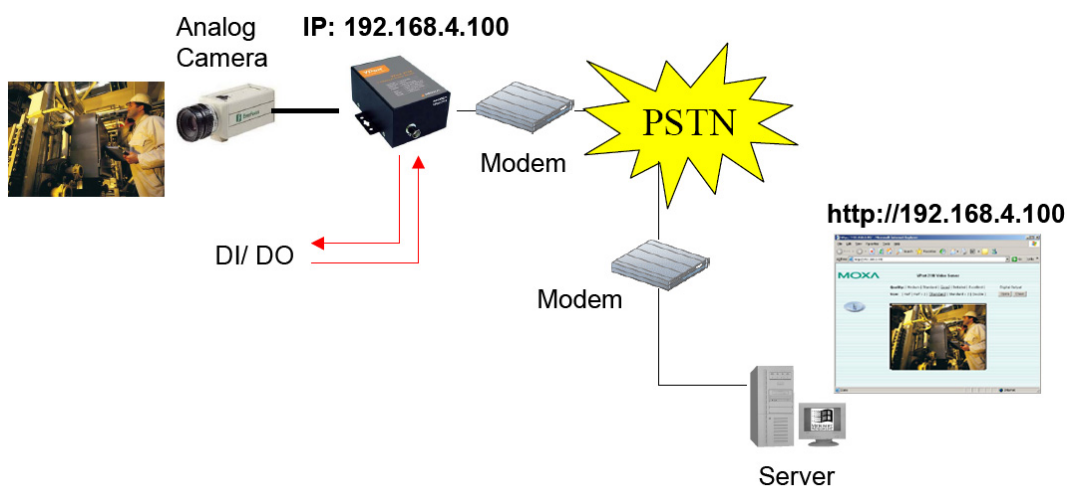 Analog
Camera
IP: 192.168.4.100
Modem
PSTN
DI/ DO
Modem
http://192.168.4.100
MOXA
Server